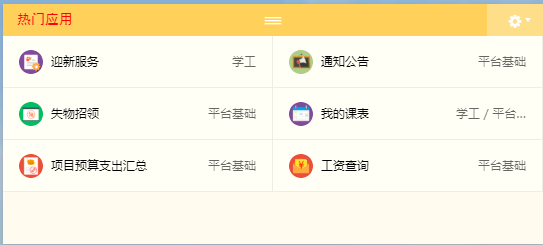 热门应用
迎新服务 学工 通知公告 平台基础
失物招领 平台基础 我的课表 学工 / 平台...
项目预算支出汇总 平台基础 工资查询 平台基础